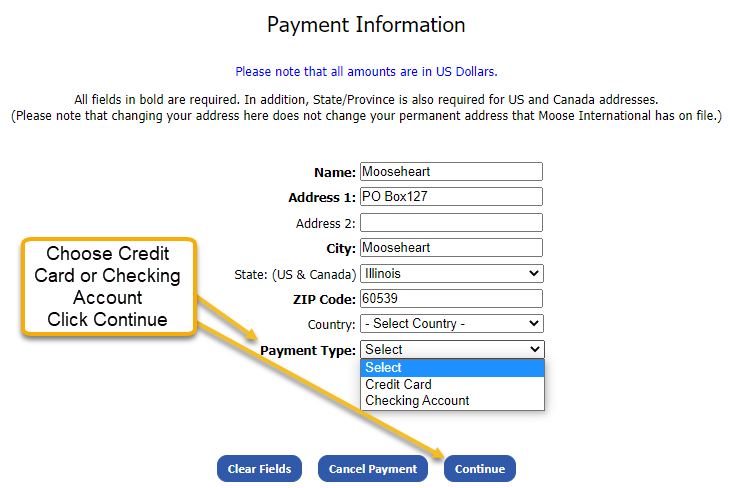 Payment Information
Please note that all amounts are in US Dollars.
All fields in bold are required. In addition, State/Province is also required for US and Canada addresses.
(Please note that changing your address here does not change your permanent address that Moose International has on file.)
Name: Mooseheart
Address 1: PO Box127
Address 2:
City: Mooseheart
State: (US & Canada) Illinois
ZIP Code: 60539
Country: - Select Country -
Payment Type: Select
Select
Credit Card
Checking Account
Choose Credit
Card or Checking
Account
Click Continue
Clear Fields Cancel Payment Continue